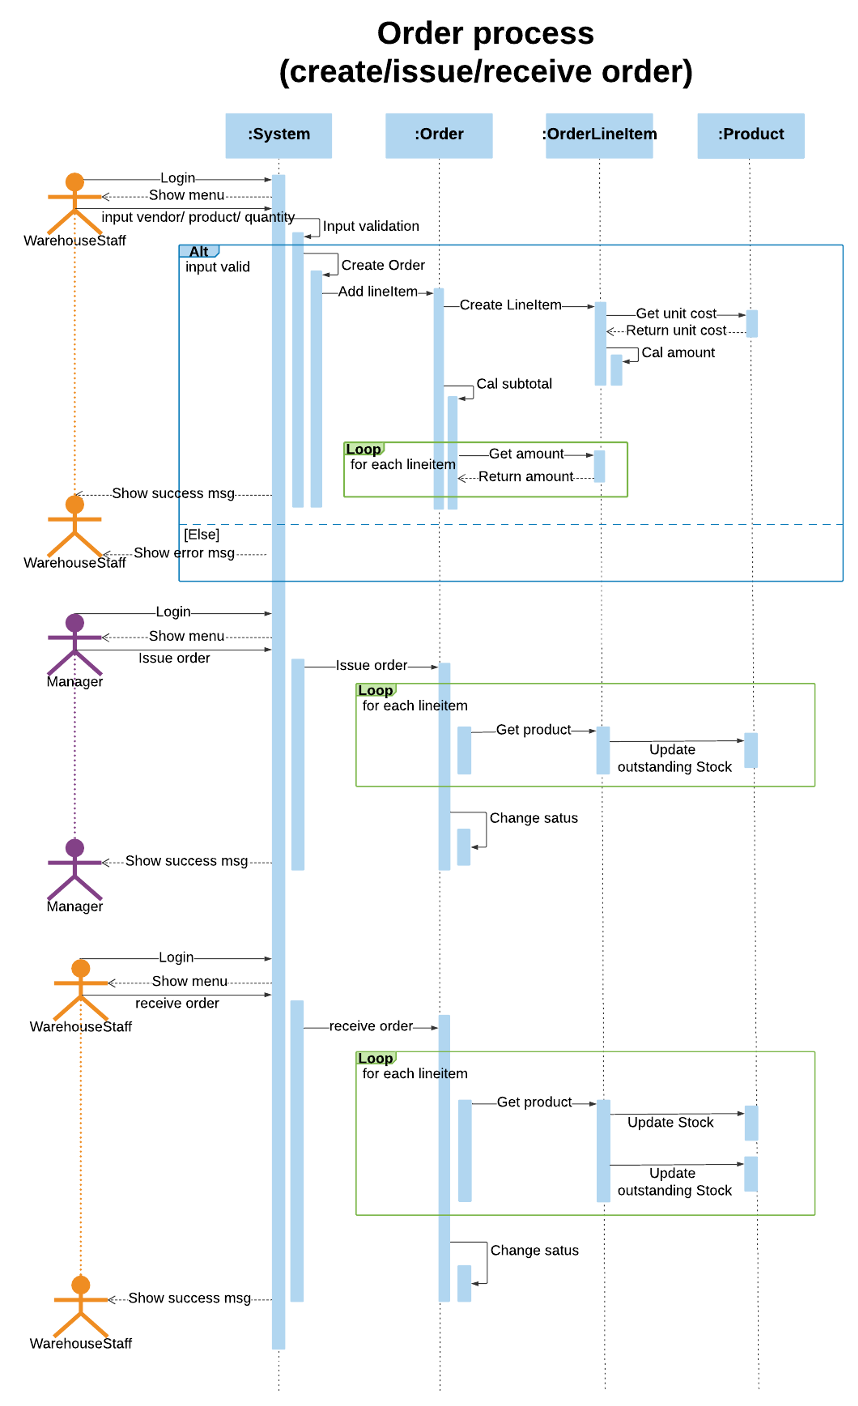 Order process
(create/issue/receive order)
:System
:Order
:OrderLineItem
:Product
Login
Show menu
input vendor/ product/ quantity
WarehouseStaff
Input validation
Alt
input valid
Create Order
Add lineItem
Create LineItem
Get unit cost
Return unit cost
Cal amount
Cal subtotal
Loop
for each lineitem
Get amount
Return amount
Show success msg
[Else]
Show error msg
WarehouseStaff
Login
Show menu
Issue order
Manager
Issue order
Loop
for each lineitem
Get product
Update
outstanding Stock
Change satus
Show success msg
Manager
Login
Show menu
receive order
WarehouseStaff
receive order
Loop
for each lineitem
Get product
Update Stock
Update
outstanding Stock
Change satus
Show success msg
WarehouseStaff